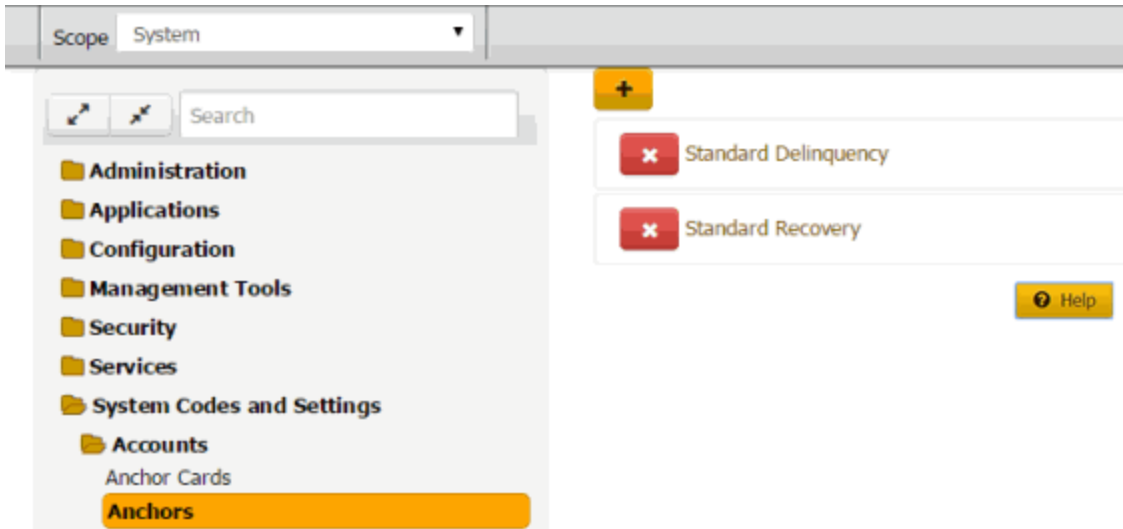 Scope System
Search
Administration
Applications
Configuration
Management Tools
Security
Services
System Codes and Settings
Accounts
Anchor Cards
Anchors
Standard Delinquency
Standard Recovery
Help